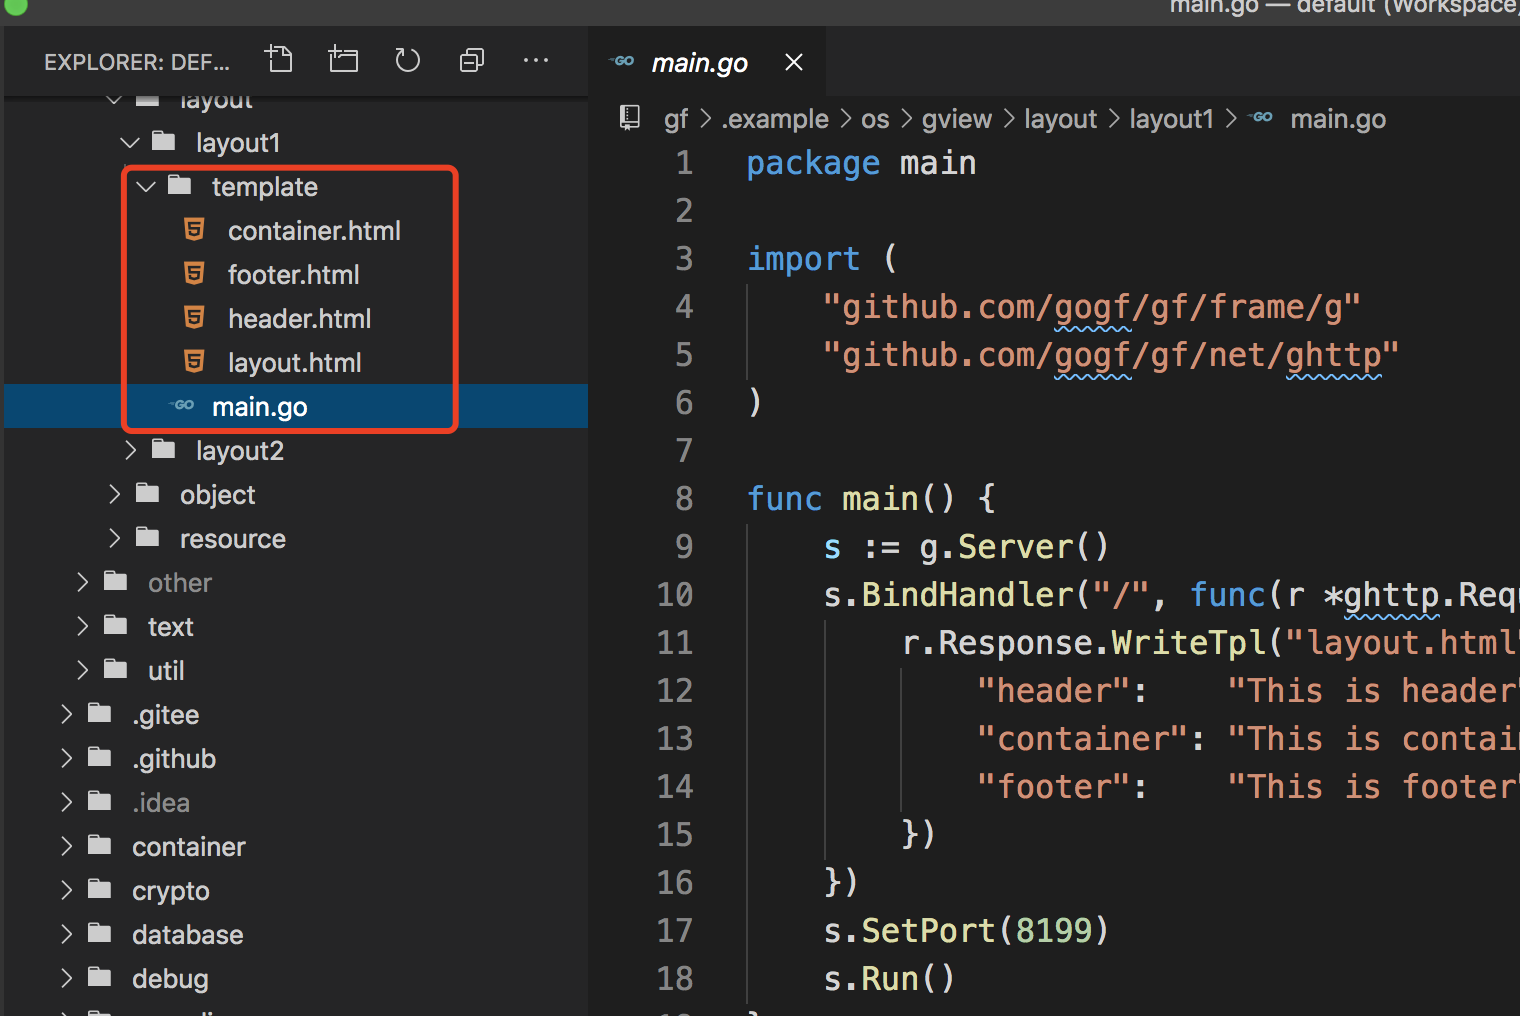 main.go — default (Workspace)
EXPLORER: DEF...
layout
layout1
template
container.html
footer.html
header.html
layout.html
GO main.go
layout2
object
resource
other
text
util
.gitee
.github
.idea
container
crypto
database
debug
GO main.go
gf > .example > os > gview > layout > layout1 > GO main.go
1 package main
2
3 import (
4 "github.com/gogf/gf/frame/g"
5 "github.com/gogf/gf/net/ghttp"
6 )
7
8 func main() {
9 s := g.Server()
10 s.BindHandler("/", func(r *ghttp.Requ
11 r.Response.WriteTpl("layout.html"
12 "header": "This is header"
13 "container": "This is contain
14 "footer": "This is footer"
15 })
16 })
17 s.SetPort(8199)
18 s.Run()